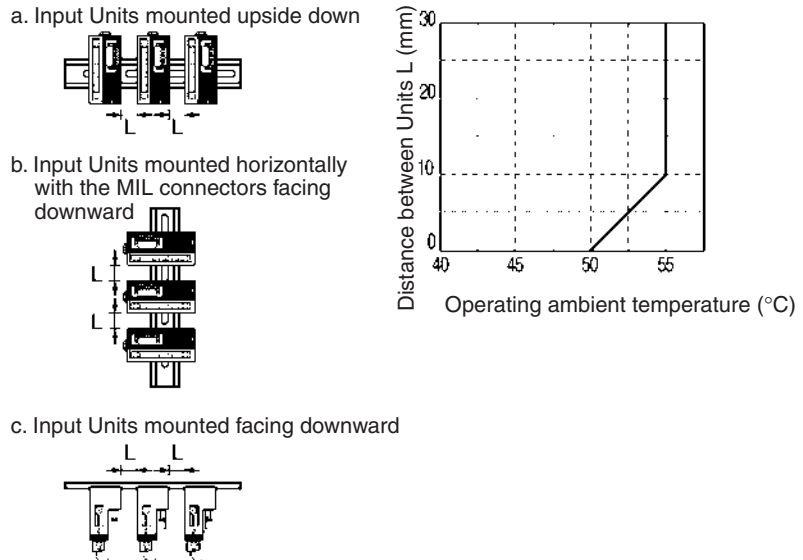 a. Input Units mounted upside down
L L
b. Input Units mounted horizontally
with the MIL connectors facing
downward
L
L
c. Input Units mounted facing downward
L L
Distance between Units L (mm)
30
20
10
0
40 45 50 55
Operating ambient temperature (°C)